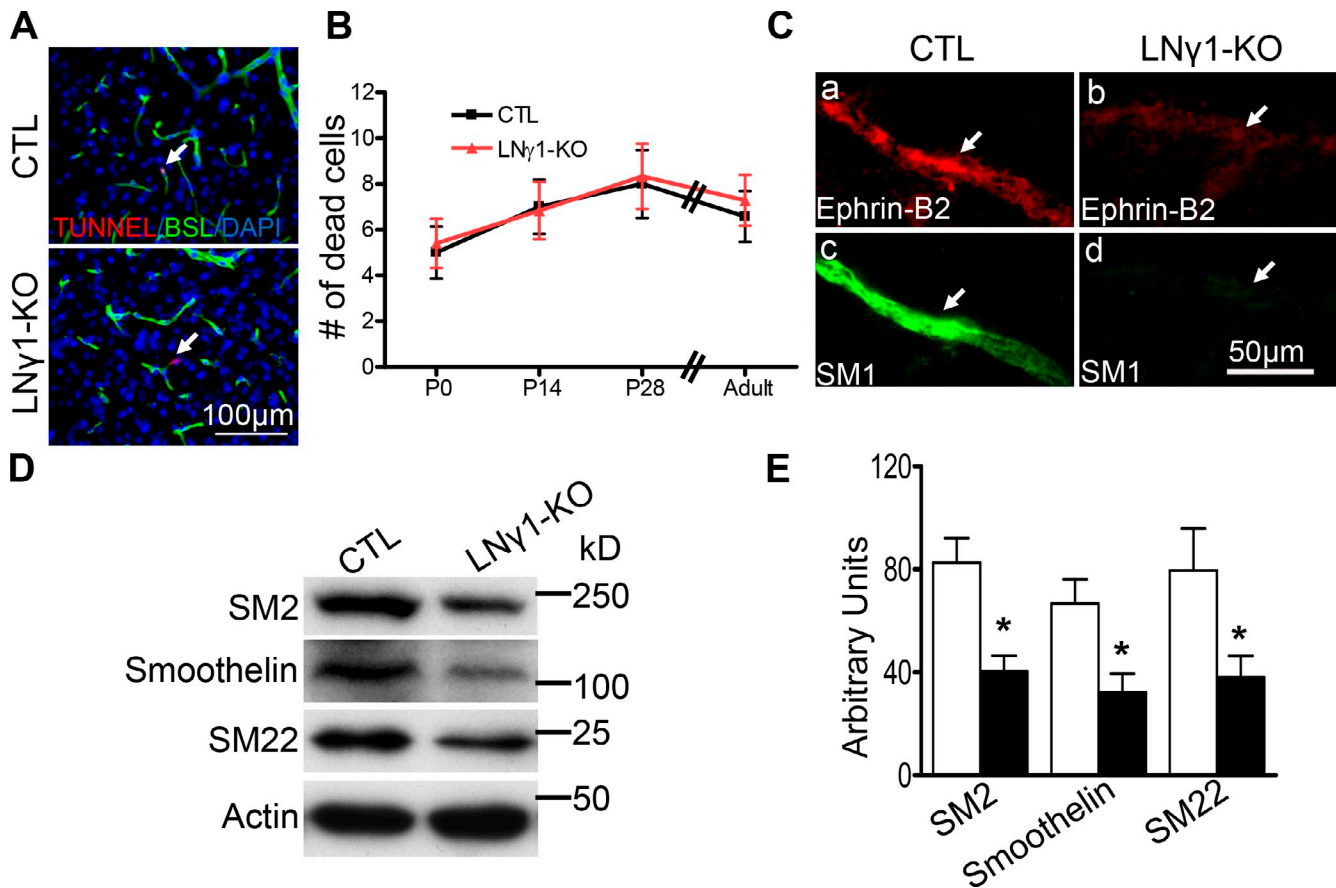 A
CTL
TUNNEL/BSL/DAPI
LNγ1-KO
100μm
B
# of dead cells
12
10
8
6
4
2
0
CTL
LNγ1-KO
P0
P14
P28
Adult
C
CTL
LNγ1-KO
a
Ephrin-B2
b
Ephrin-B2
c
SM1
d
SM1
50μm
D
CTL
LNγ1-KO
kD
SM2
250
Smoothelin
100
SM22
25
Actin
50
E
Arbitrary Units
120
80
40
0
*
*
*
SM2
Smoothelin
SM22